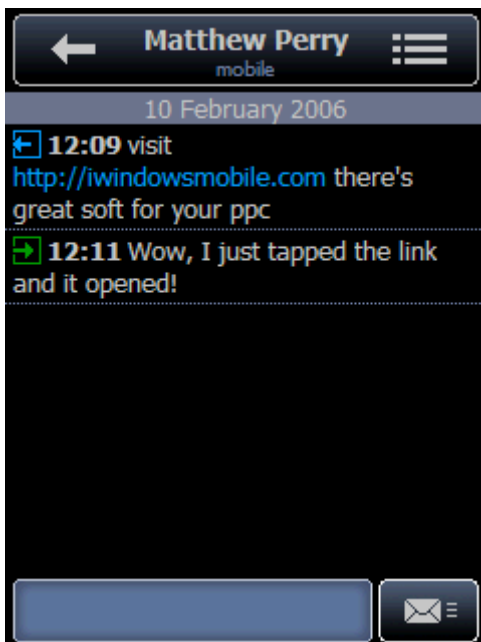 Matthew Perry
mobile
10 February 2006
12:09 visit
http://iwindowsmobile.com there's
great soft for your ppc
12:11 Wow, I just tapped the link
and it opened!